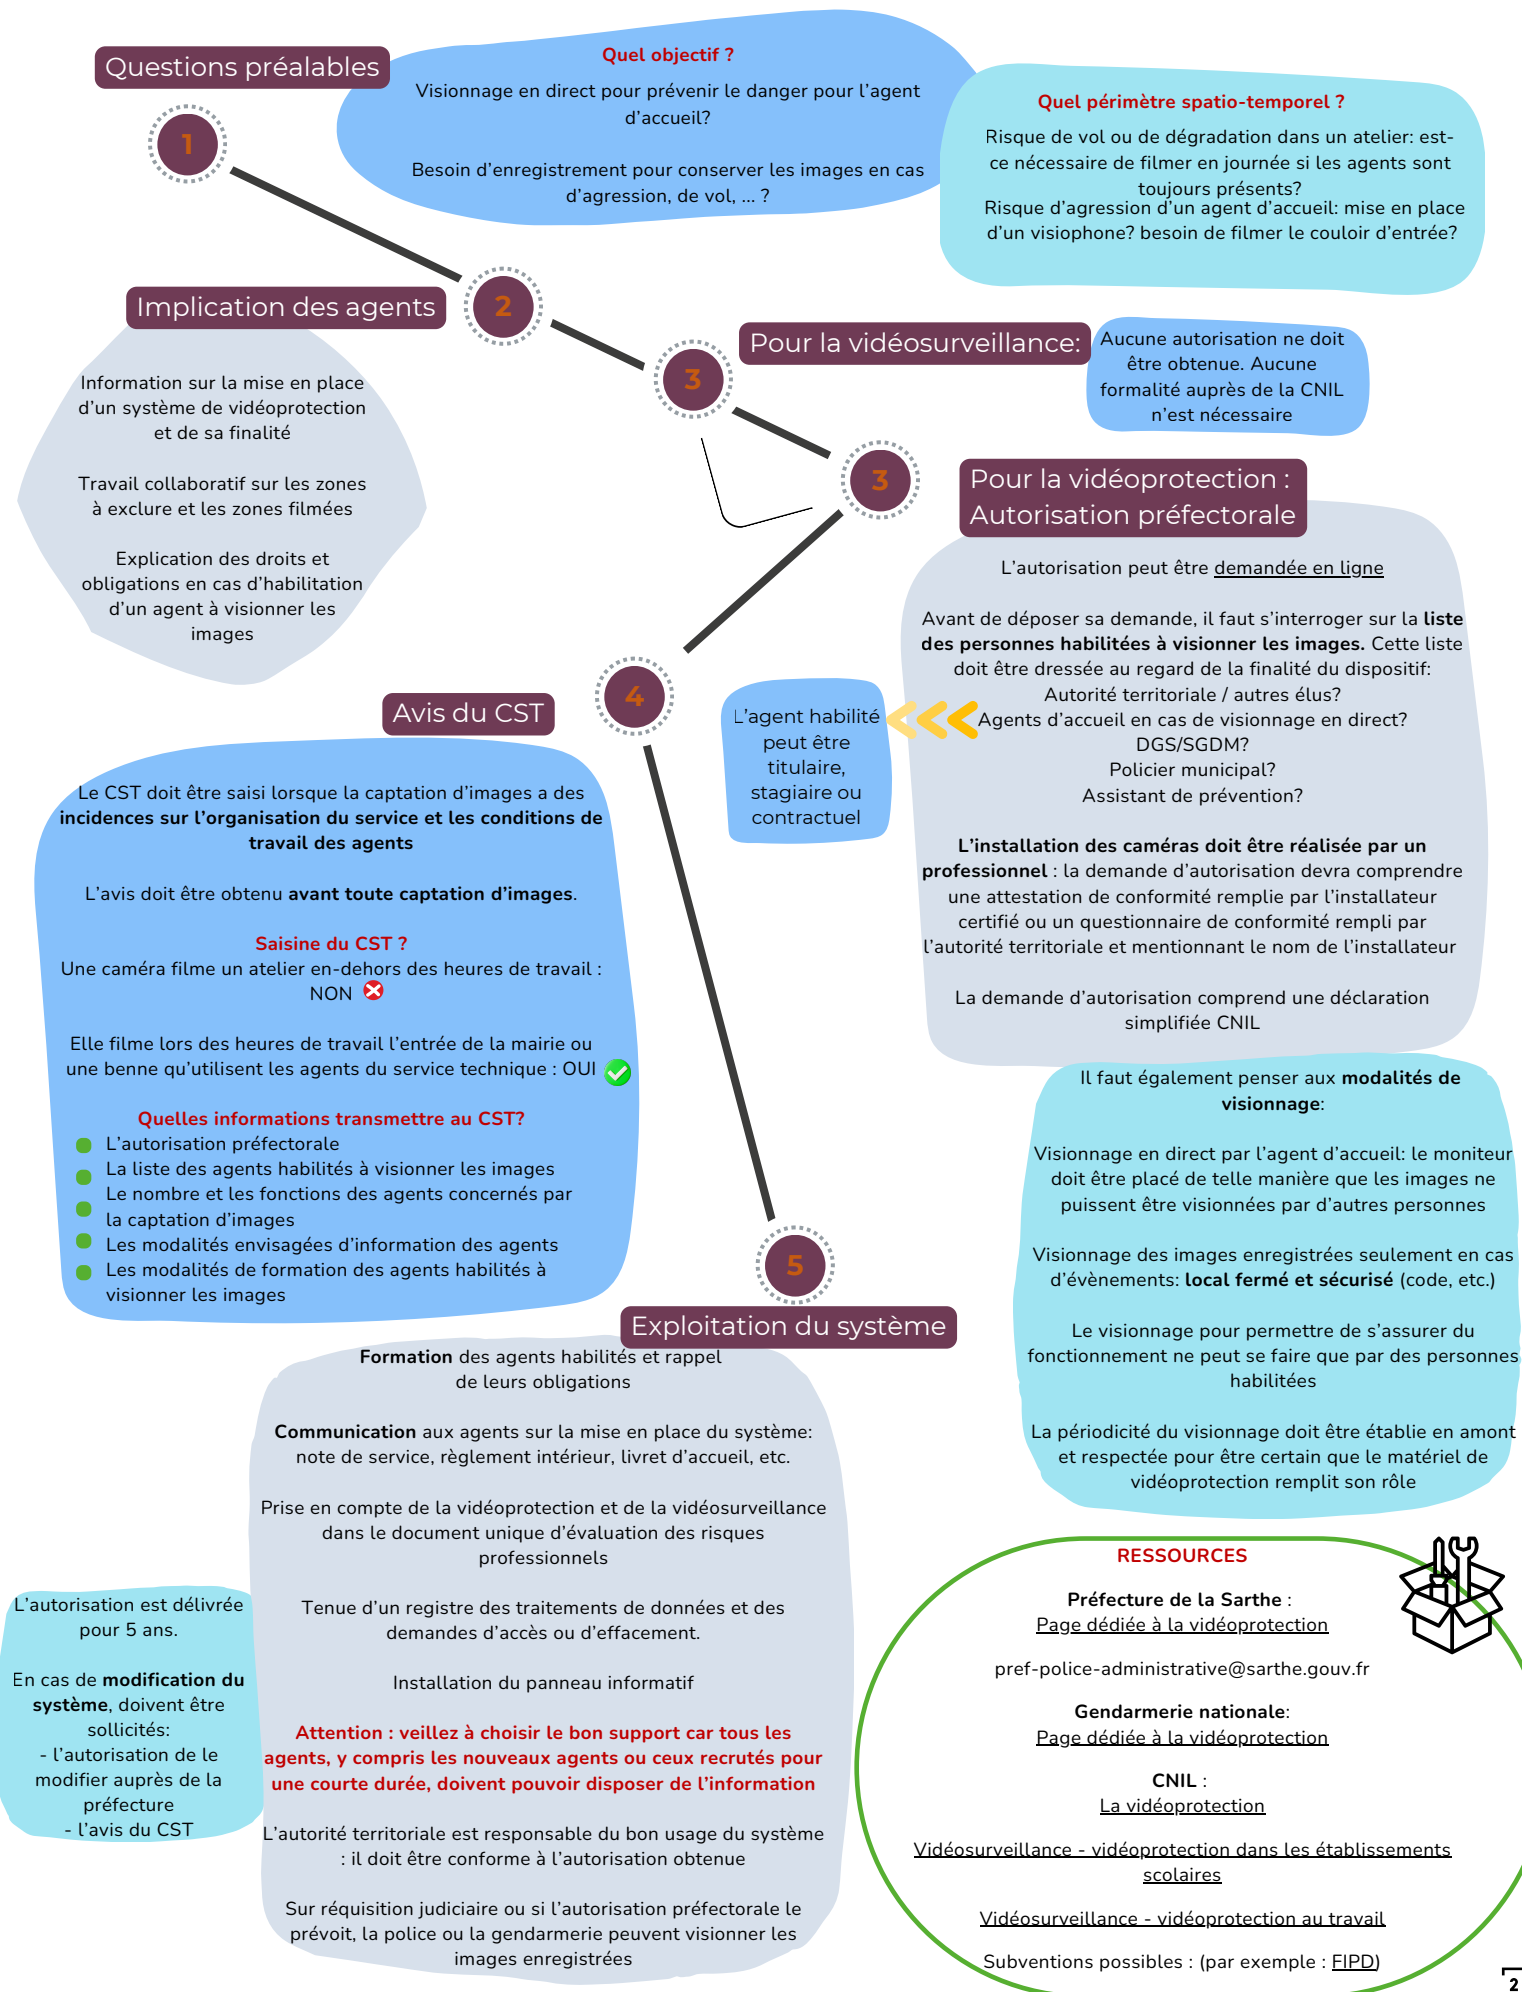 Questions préalables
1
Quel objectif ?
Visionnage en direct pour prévenir le danger pour l'agent
d'accueil?
Besoin d'enregistrement pour conserver les images en cas
d'agression, de vol, ... ?
Quel périmètre spatio-temporel ?
Risque de vol ou de dégradation dans un atelier: est-
ce nécessaire de filmer en journée si les agents sont
toujours présents?
Risque d'agression d'un agent d'accueil: mise en place
d'un visiophone? besoin de filmer le couloir d'entrée?
Implication des agents
2
Information sur la mise en place
d'un système de vidéoprotection
et de sa finalité
Travail collaboratif sur les zones
à exclure et les zones filmées
Explication des droits et
obligations en cas d'habilitation
d'un agent à visionner les
images
3
Pour la vidéosurveillance:
Aucune autorisation ne doit
être obtenue. Aucune
formalité auprès de la CNIL
n'est nécessaire
3
Pour la vidéoprotection :
Autorisation préfectorale
L'autorisation peut être demandée en ligne
Avant de déposer sa demande, il faut s'interroger sur la liste
des personnes habilitées à visionner les images. Cette liste
doit être dressée au regard de la finalité du dispositif:
Autorité territoriale / autres élus?
Agents d'accueil en cas de visionnage en direct?
DGS/SGDM?
Policier municipal?
Assistant de prévention?
L'installation des caméras doit être réalisée par un
professionnel : la demande d'autorisation devra comprendre
une attestation de conformité remplie par l'installateur
certifié ou un questionnaire de conformité rempli par
l'autorité territoriale et mentionnant le nom de l'installateur
La demande d'autorisation comprend une déclaration
simplifiée CNIL
L'agent habilité
peut être
titulaire,
stagiaire ou
contractuel
Il faut également penser aux modalités de
visionnage:
Visionnage en direct par l'agent d'accueil: le moniteur
doit être placé de telle manière que les images ne
puissent être visionnées par d'autres personnes
Visionnage des images enregistrées seulement en cas
d'évènements: local fermé et sécurisé (code, etc.)
Le visionnage pour permettre de s'assurer du
fonctionnement ne peut se faire que par des personnes
habilitées
La périodicité du visionnage doit être établie en amont
et respectée pour être certain que le matériel de
vidéoprotection remplit son rôle
4
Avis du CST
Le CST doit être saisi lorsque la captation d'images a des
incidences sur l'organisation du service et les conditions de
travail des agents
L'avis doit être obtenu avant toute captation d'images.
Saisine du CST ?
Une caméra filme un atelier en-dehors des heures de travail :
NON
Elle filme lors des heures de travail l'entrée de la mairie ou
une benne qu'utilisent les agents du service technique : OUI
Quelles informations transmettre au CST?
L'autorisation préfectorale
La liste des agents habilités à visionner les images
Le nombre et les fonctions des agents concernés par
la captation d'images
Les modalités envisagées d'information des agents
Les modalités de formation des agents habilités à
visionner les images
5
Exploitation du système
Formation des agents habilités et rappel
de leurs obligations
Communication aux agents sur la mise en place du système:
note de service, règlement intérieur, livret d'accueil, etc.
Prise en compte de la vidéoprotection et de la vidéosurveillance
dans le document unique d'évaluation des risques
professionnels
Tenue d'un registre des traitements de données et des
demandes d'accès ou d'effacement.
Installation du panneau informatif
Attention : veillez à choisir le bon support car tous les
agents, y compris les nouveaux agents ou ceux recrutés pour
une courte durée, doivent pouvoir disposer de l'information
L'autorité territoriale est responsable du bon usage du système
: il doit être conforme à l'autorisation obtenue
Sur réquisition judiciaire ou si l'autorisation préfectorale le
prévoit, la police ou la gendarmerie peuvent visionner les
images enregistrées
L'autorisation est délivrée
pour 5 ans.
En cas de modification du
système, doivent être
sollicités:
- l'autorisation de le
modifier auprès de la
préfecture
- l'avis du CST
RESSOURCES
Préfecture de la Sarthe :
Page dédiée à la vidéoprotection
pref-police-administrative@sarthe.gouv.fr
Gendarmerie nationale:
Page dédiée à la vidéoprotection
CNIL :
La vidéoprotection
Vidéosurveillance - vidéoprotection dans les établissements
scolaires
Vidéosurveillance - vidéoprotection au travail
Subventions possibles : (par exemple : FIPD)
2